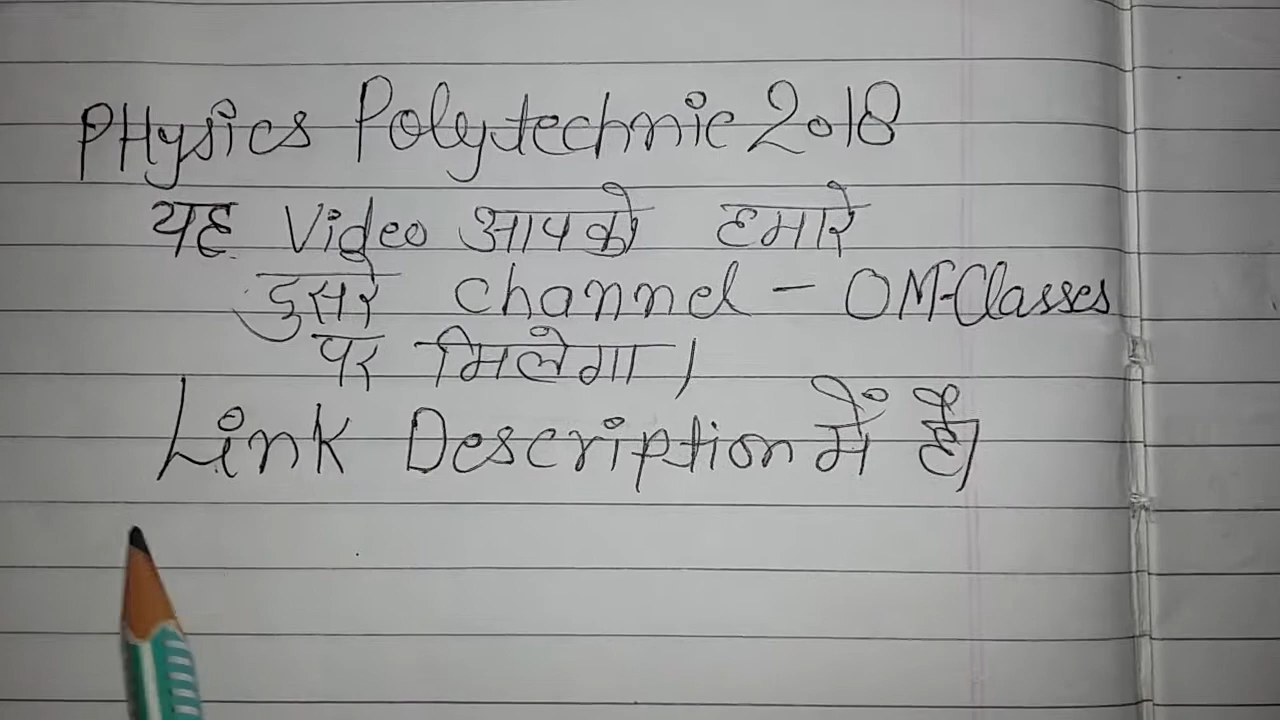 PHysics Polytechnic 2018
यह Video आपको हमारे
दुसरे Channel - OM-Classes
पर मिलेगा।
Link Description में है।